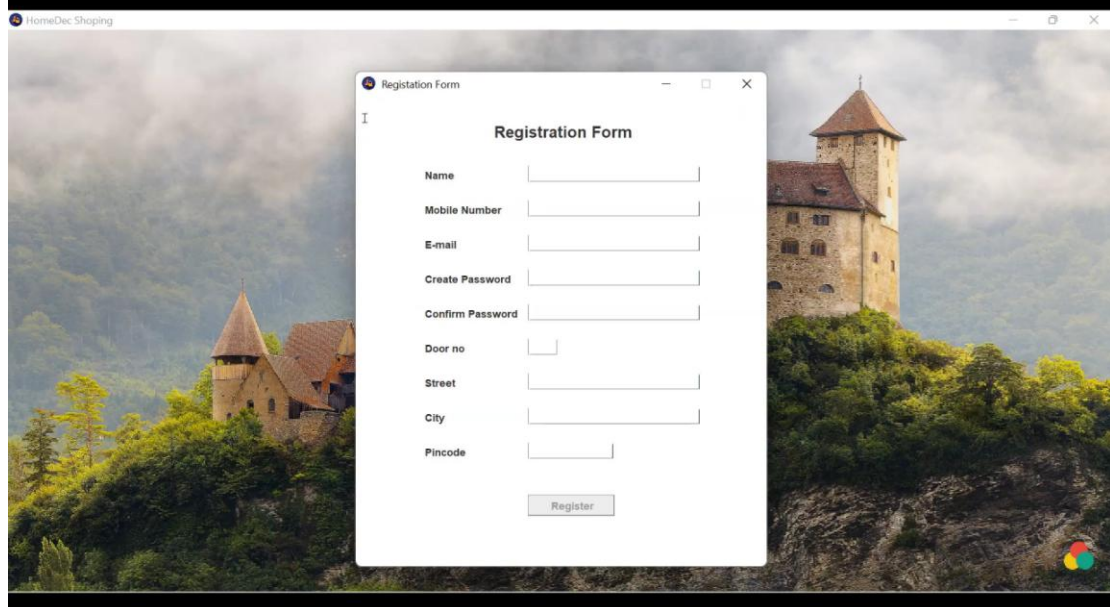 HomeDec Shoping
Registation Form
Registration Form
Name
Mobile Number
E-mail
Create Password
Confirm Password
Door no
Street
City
Pincode
Register